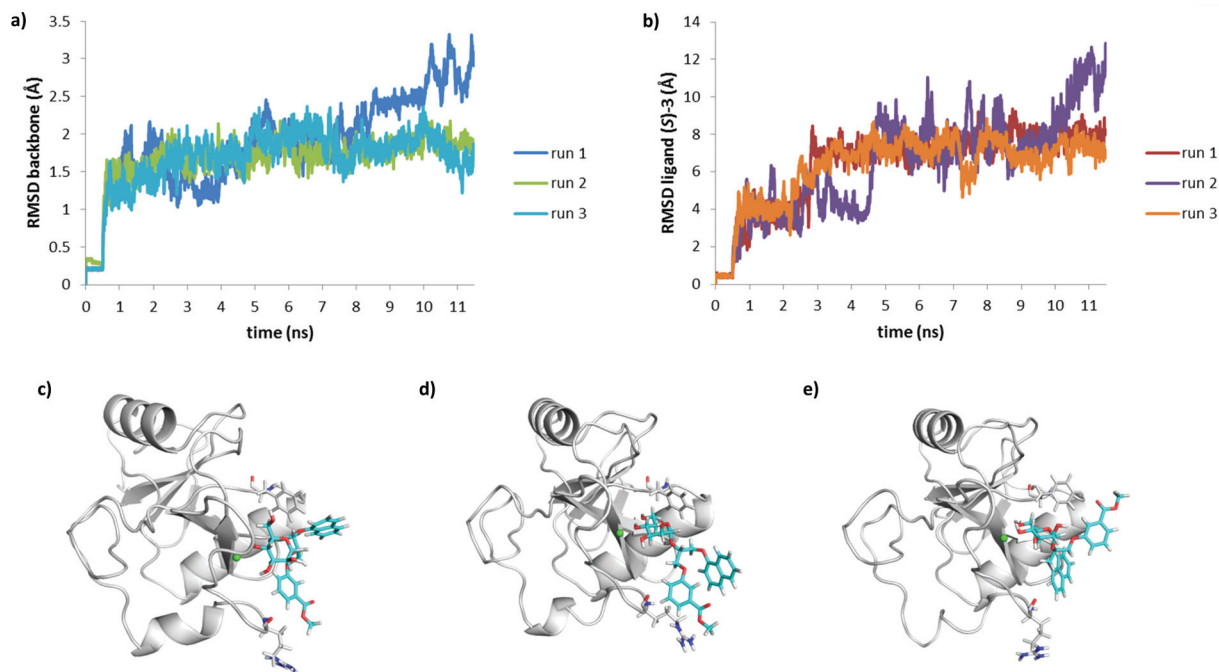 a)
RMSD backbone (Å)
3.5
3
2.5
2
1.5
1
0.5
0
0 1 2 3 4 5 6 7 8 9 10 11
time (ns)
run 1
run 2
run 3
b)
RMSD ligand (S)-3 (Å)
14
12
10
8
6
4
2
0
0 1 2 3 4 5 6 7 8 9 10 11
time (ns)
run 1
run 2
run 3
c)
d)
e)